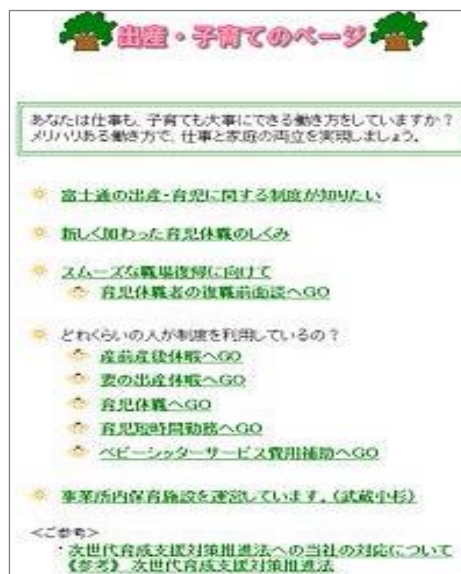 出産・子育てのページ
あなたは仕事も、子育ても大事にできる働き方をしていますか?
メリハリある働き方で、仕事と家庭の両立を実現しましょう。
富士通の出産・育児に関する制度が知りたい
新しく加わった育児休職のしくみ
スムーズな職場復帰に向けて
育児休職者の復職前面談へGO
どれくらいの人が制度を利用しているの?
産前産後休暇へGO
妻の出産休暇へGO
育児休職へGO
育児短時間勤務へGO
ベビーシッターサービス費用補助へGO
事業所内保育施設を運営しています。(武蔵小杉)
<ご参考>
・次世代育成支援対策推進法への当社の対応について
《参考》 次世代育成支援対策推進法